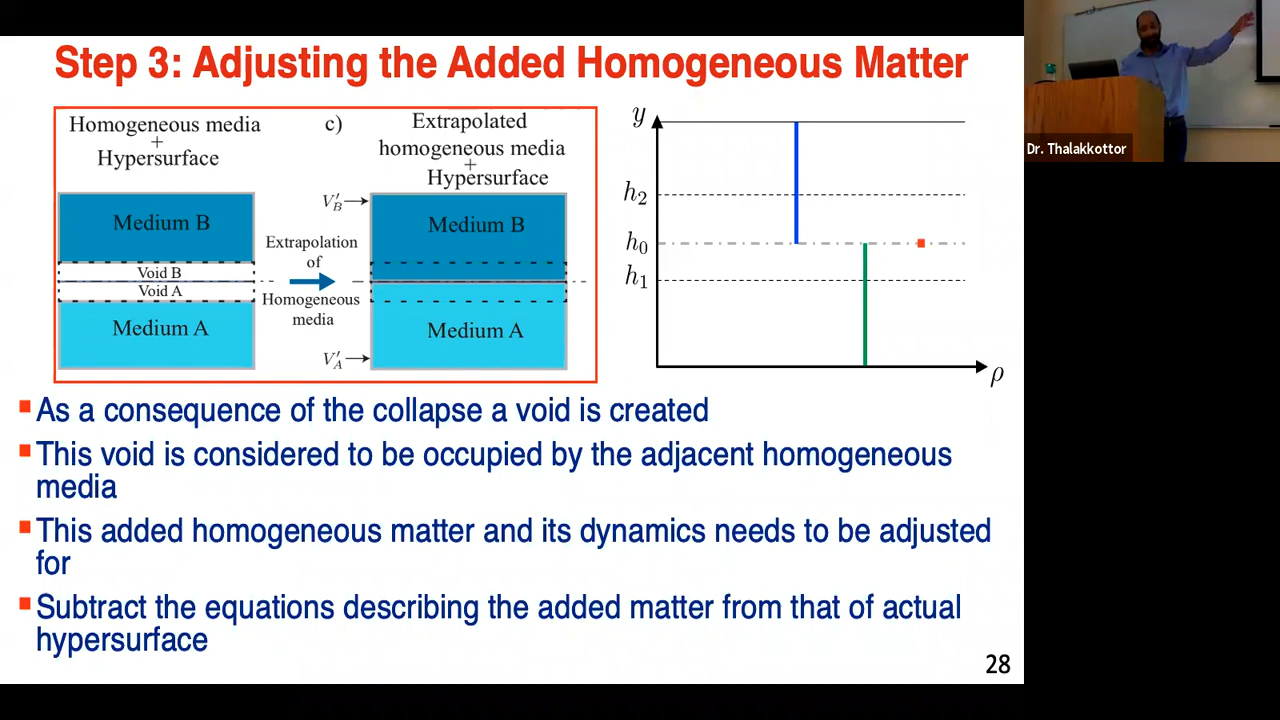 Step 3: Adjusting the Added Homogeneous Matter
Homogeneous media
+
Hypersurface
c)
Extrapolated
homogeneous media
+
Hypersurface
Medium B
Void B
Void A
Medium A
Extrapolation
of
Homogeneous
media
V'_B
Medium B
Medium A
V'_A
y
h₂
h₀
h₁
ρ
As a consequence of the collapse a void is created
This void is considered to be occupied by the adjacent homogeneous
media
This added homogeneous matter and its dynamics needs to be adjusted
for
Subtract the equations describing the added matter from that of actual
hypersurface
28
Dr. Thalakkottor